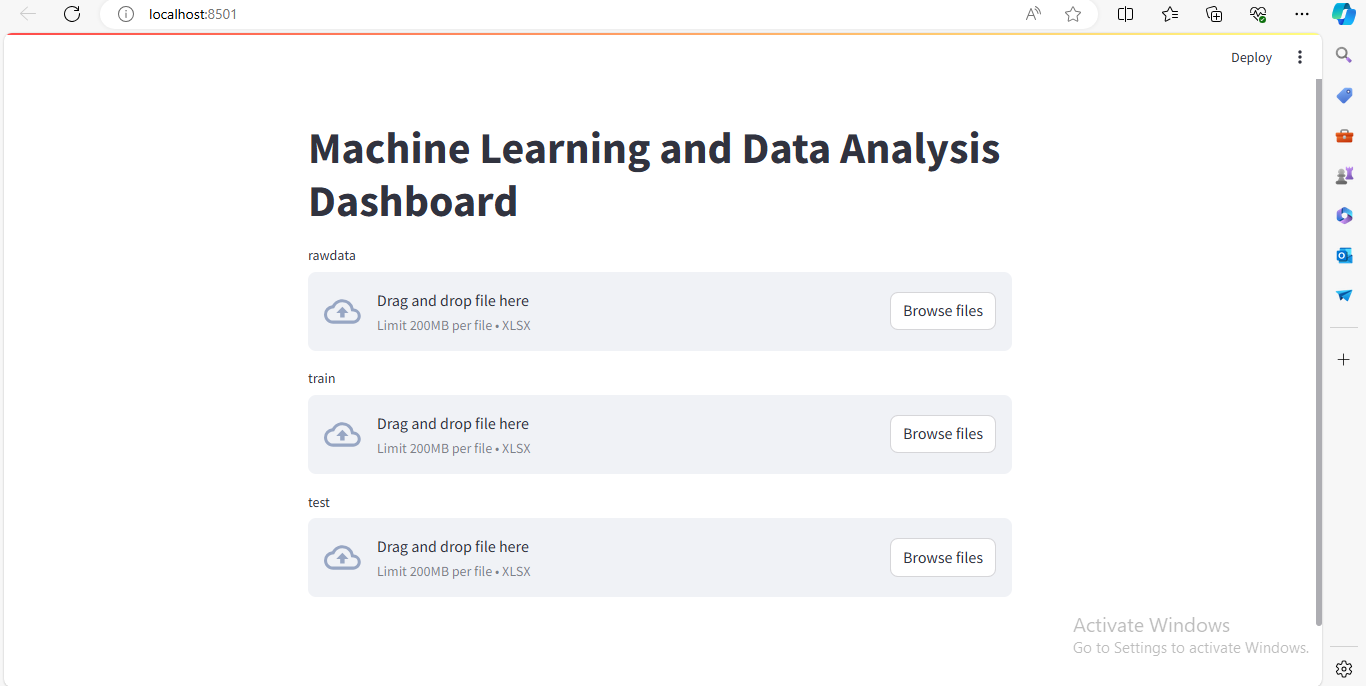 localhost:8501
Deploy
Machine Learning and Data Analysis
Dashboard
rawdata
Drag and drop file here
Limit 200MB per file • XLSX
Browse files
train
Drag and drop file here
Limit 200MB per file • XLSX
Browse files
test
Drag and drop file here
Limit 200MB per file • XLSX
Browse files
Activate Windows
Go to Settings to activate Windows.